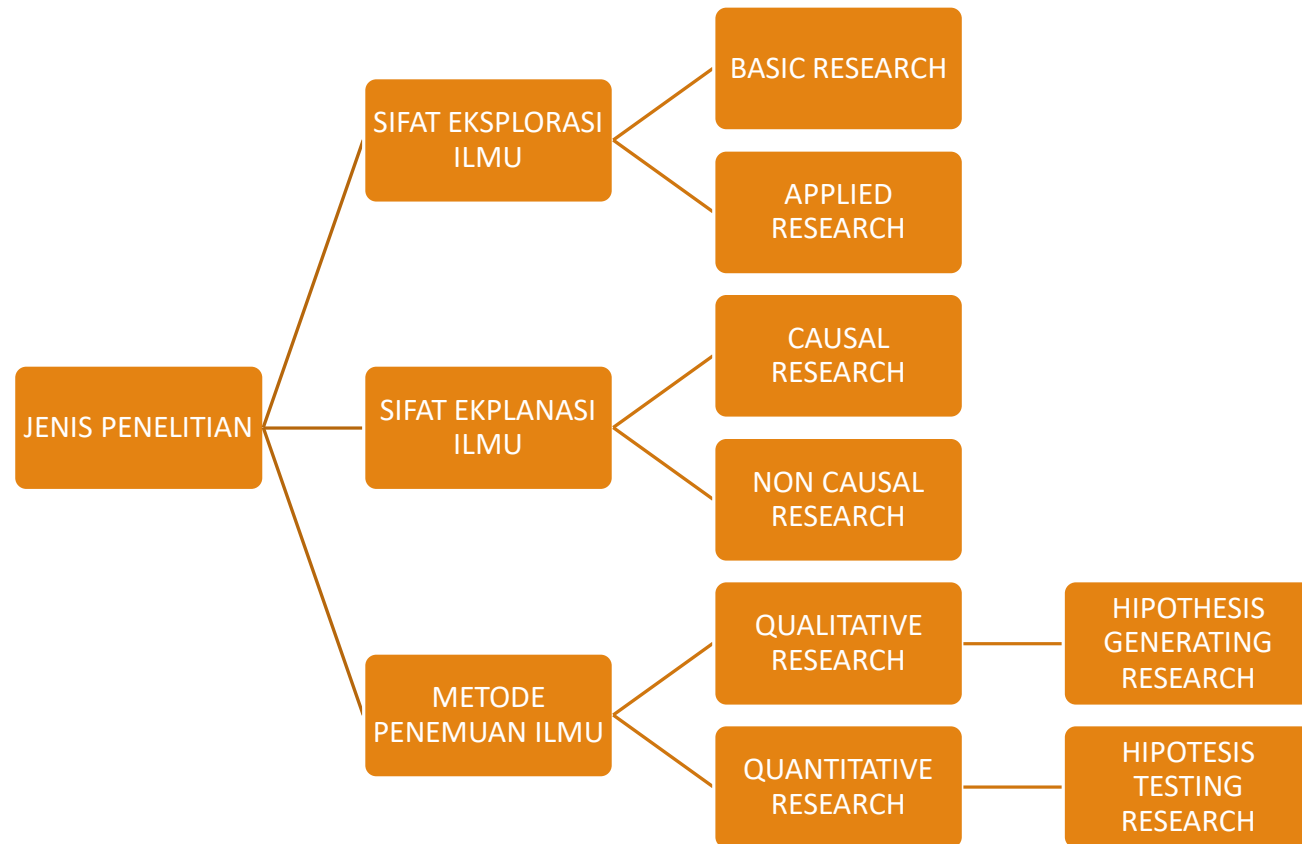 JENIS PENELITIAN
SIFAT EKSPLORASI
ILMU
BASIC RESEARCH
APPLIED
RESEARCH
SIFAT EKPLANASI
ILMU
CAUSAL
RESEARCH
NON CAUSAL
RESEARCH
METODE
PENEMUAN ILMU
QUALITATIVE
RESEARCH
HIPOTHESIS
GENERATING
RESEARCH
QUANTITATIVE
RESEARCH
HIPOTESIS
TESTING
RESEARCH